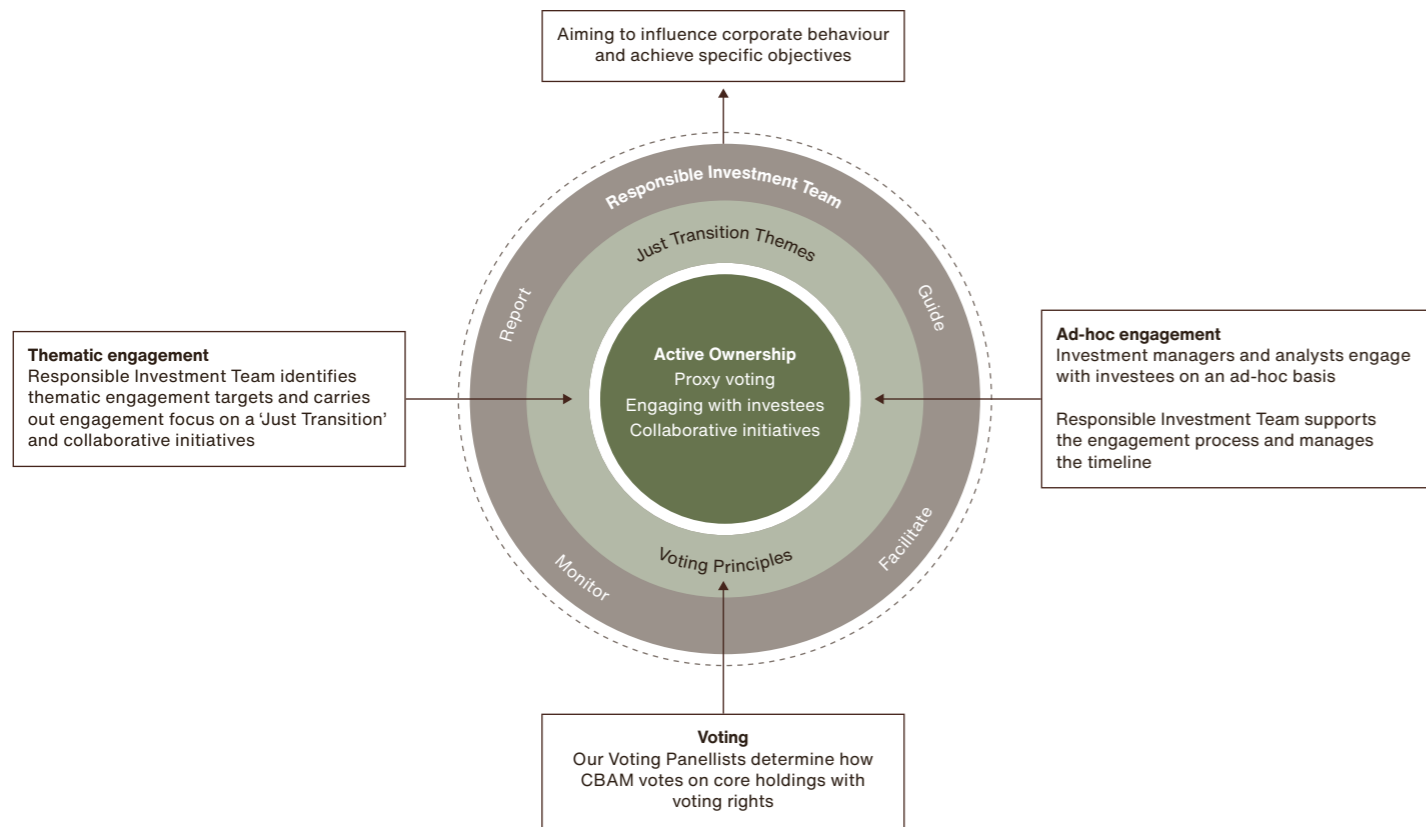 Aiming to influence corporate behaviour
and achieve specific objectives
Responsible Investment Team
Just Transition Themes
Report
Guide
Thematic engagement
Responsible Investment Team identifies
thematic engagement targets and carries
out engagement focus on a ‘Just Transition’
and collaborative initiatives
Active Ownership
Proxy voting
Engaging with investees
Collaborative initiatives
Ad-hoc engagement
Investment managers and analysts engage
with investees on an ad-hoc basis
Responsible Investment Team supports
the engagement process and manages
the timeline
Monitor
Voting Principles
Facilitate
Voting
Our Voting Panellists determine how
CBAM votes on core holdings with
voting rights